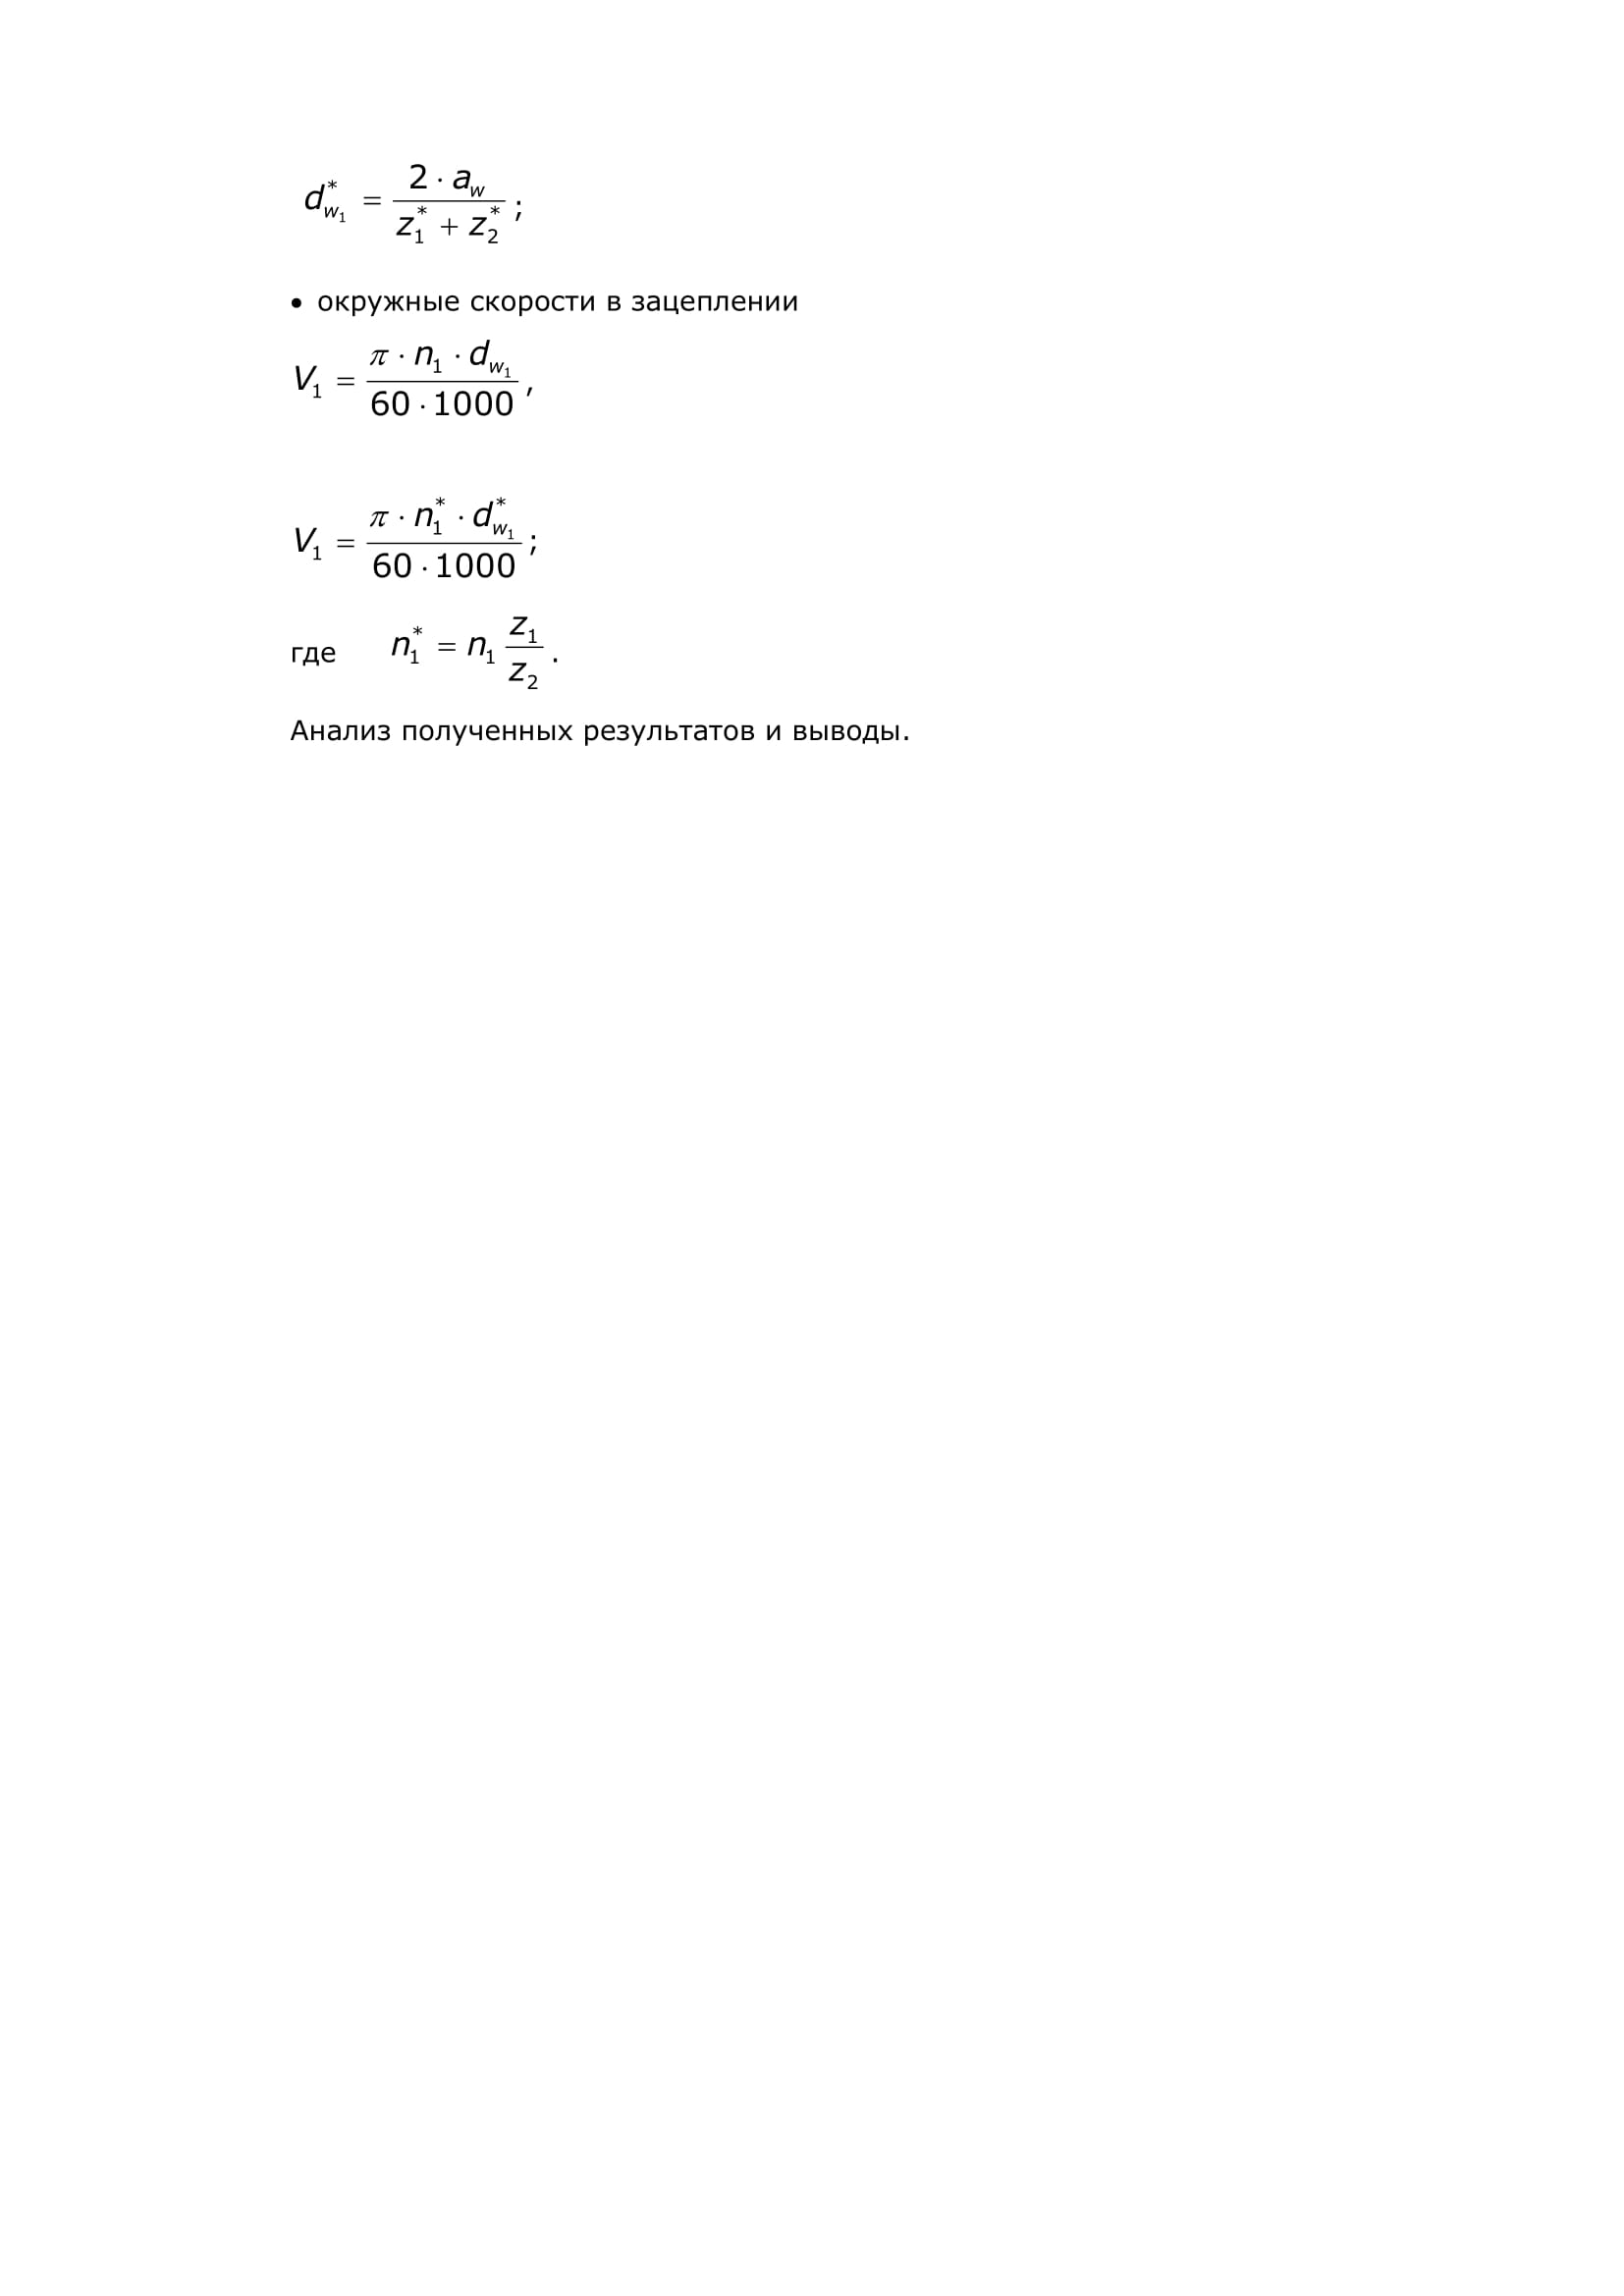 $d_{w_1}^{*} = \frac{2 \cdot a_w}{z_1^{*} + z_2^{*}}$ ;
• окружные скорости в зацеплении
$V_1 = \frac{\pi \cdot n_1 \cdot d_{w_1}}{60 \cdot 1000}$ ,
$V_1 = \frac{\pi \cdot n_1^{*} \cdot d_{w_1}^{*}}{60 \cdot 1000}$ ;
где $n_1^{*} = n_1 \frac{z_1}{z_2}$ .
Анализ полученных результатов и выводы.